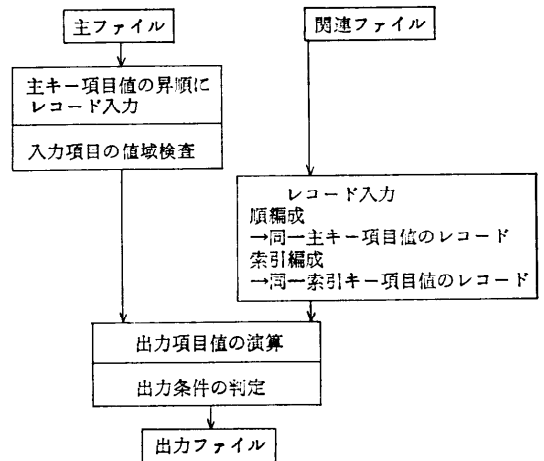 主ファイル
関連ファイル
主キー項目値の昇順に
レコード入力
入力項目の値域検査
レコード入力
順編成
→同一主キー項目値のレコード
索引編成
→同一索引キー項目値のレコード
出力項目値の演算
出力条件の判定
出力ファイル